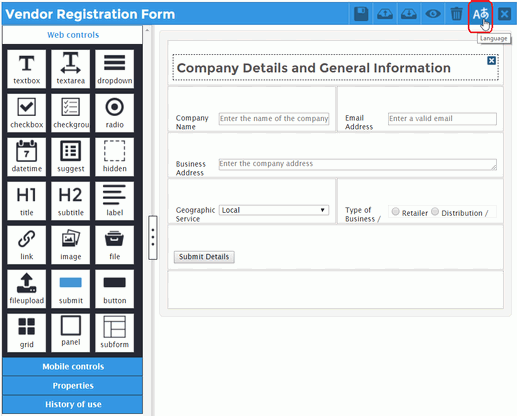 Vendor Registration Form
Aあ
Language
Web controls
T T
textbox textarea dropdown
checkbox checkgrou radio
7
datetime suggest hidden
H1 H2
title subtitle label
link image file
fileupload submit button
grid panel subform
Mobile controls
Properties
History of use
Company Details and General Information
Company Name
Enter the name of the company
Email Address
Enter a valid email
Business Address
Enter the company address
Geographic Service
Local
Type of Business /
Retailer Distribution /
Submit Details